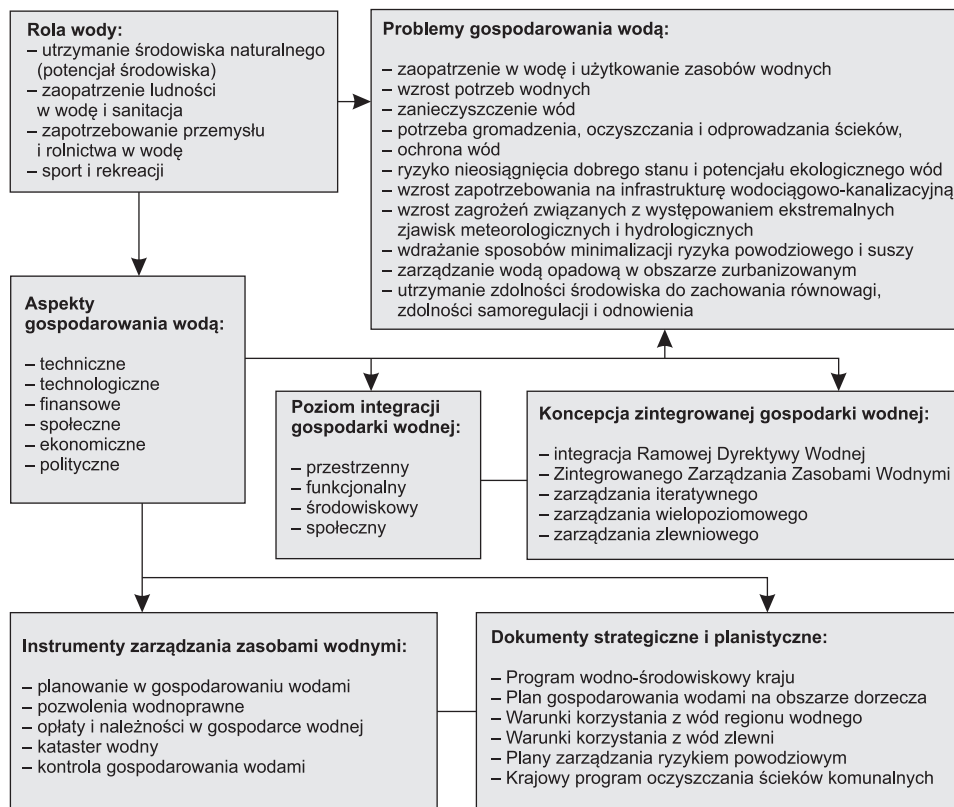 Rola wody:
– utrzymanie środowiska naturalnego
(potencjał środowiska)
– zaopatrzenie ludności
w wodę i sanitacja
– zapotrzebowanie przemysłu
i rolnictwa w wodę
– sport i rekreacji
Problemy gospodarowania wodą:
– zaopatrzenie w wodę i użytkowanie zasobów wodnych
– wzrost potrzeb wodnych
– zanieczyszczenie wód
– potrzeba gromadzenia, oczyszczania i odprowadzania ścieków,
– ochrona wód
– ryzyko nieosiągnięcia dobrego stanu i potencjału ekologicznego wód
– wzrost zapotrzebowania na infrastrukturę wodociągowo-kanalizacyjną
– wzrost zagrożeń związanych z występowaniem ekstremalnych
zjawisk meteorologicznych i hydrologicznych
– wdrażanie sposobów minimalizacji ryzyka powodziowego i suszy
– zarządzanie wodą opadową w obszarze zurbanizowanym
– utrzymanie zdolności środowiska do zachowania równowagi,
zdolności samoregulacji i odnowienia
Aspekty
gospodarowania wodą:
– techniczne
– technologiczne
– finansowe
– społeczne
– ekonomiczne
– polityczne
Poziom integracji
gospodarki wodnej:
– przestrzenny
– funkcjonalny
– środowiskowy
– społeczny
Koncepcja zintegrowanej gospodarki wodnej:
– integracja Ramowej Dyrektywy Wodnej
– Zintegrowanego Zarządzania Zasobami Wodnymi
– zarządzania iteratywnego
– zarządzania wielopoziomowego
– zarządzania zlewniowego
Instrumenty zarządzania zasobami wodnymi:
– planowanie w gospodarowaniu wodami
– pozwolenia wodnoprawne
– opłaty i należności w gospodarce wodnej
– kataster wodny
– kontrola gospodarowania wodami
Dokumenty strategiczne i planistyczne:
– Program wodno-środowiskowy kraju
– Plan gospodarowania wodami na obszarze dorzecza
– Warunki korzystania z wód regionu wodnego
– Warunki korzystania z wód zlewni
– Plany zarządzania ryzykiem powodziowym
– Krajowy program oczyszczania ścieków komunalnych